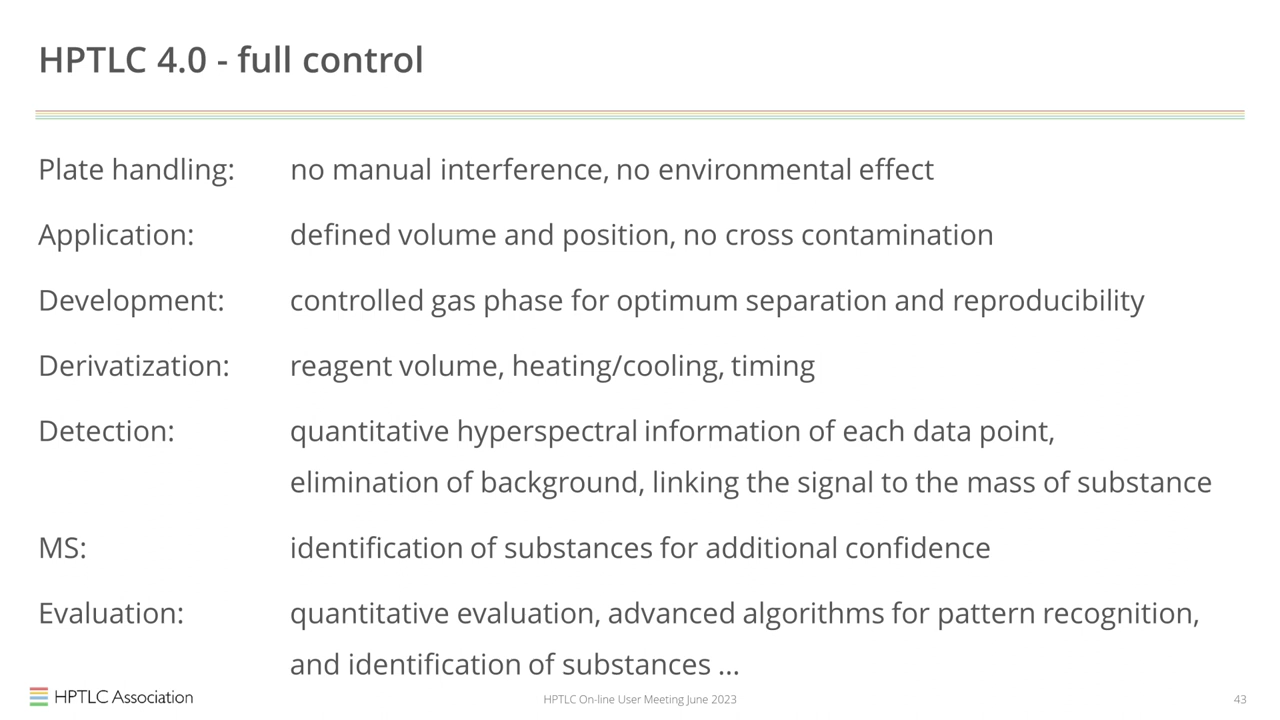 HPTLC 4.0 - full control
Plate handling: no manual interference, no environmental effect
Application: defined volume and position, no cross contamination
Development: controlled gas phase for optimum separation and reproducibility
Derivatization: reagent volume, heating/cooling, timing
Detection: quantitative hyperspectral information of each data point,
elimination of background, linking the signal to the mass of substance
MS: identification of substances for additional confidence
Evaluation: quantitative evaluation, advanced algorithms for pattern recognition,
and identification of substances ...
HPTLC Association HPTLC On-line User Meeting June 2023 43